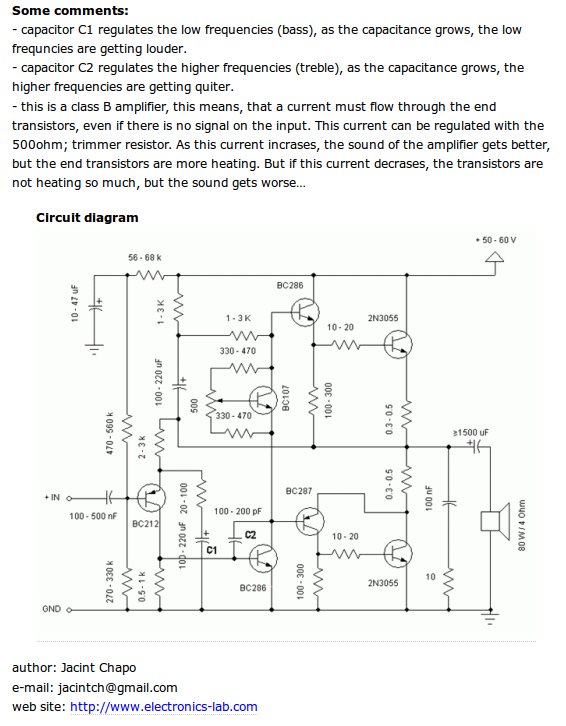 Some comments:
- capacitor C1 regulates the low frequencies (bass), as the capacitance grows, the low
frequncies are getting louder.
- capacitor C2 regulates the higher frequencies (treble), as the capacitance grows, the
higher frequencies are getting quiter.
- this is a class B amplifier, this means, that a current must flow through the end
transistors, even if there is no signal on the input. This current can be regulated with the
500ohm; trimmer resistor. As this current incrases, the sound of the amplifier gets better,
but the end transistors are more heating. But if this current decrases, the transistors are
not heating so much, but the sound gets worse...
Circuit diagram
+ 50 - 60 V
56 - 68 k
10 - 47 uF
1 - 3 K
BC286
1 - 3 K
10 - 20
2N3055
330 - 470
100 - 220 uF
500
BC107
100 - 300
330 - 470
0.3 - 0.5
470 - 560 k
2 - 3 k
≥1500 uF
+ IN
100 - 500 nF
BC212
20 - 100
100 - 200 pF
BC287
0.3 - 0.5
100 nF
80 W / 4 Ohm
C2
100 - 220 uF
C1
10 - 20
270 - 330 k
0.5 - 1 k
BC286
100 - 300
2N3055
10
GND
author: Jacint Chapo
e-mail: jacintch@gmail.com
web site: http://www.electronics-lab.com